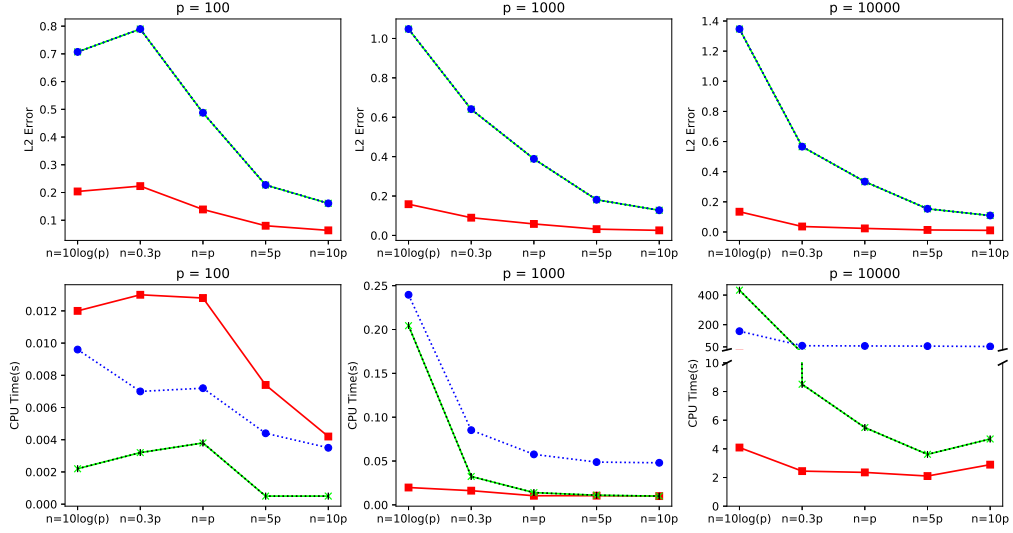 p = 100
0.8
0.7
0.6
0.5
0.4
0.3
0.2
0.1
L2 Error
n=10log(p) n=0.3p n=p n=5p n=10p
p = 1000
1.0
0.8
0.6
0.4
0.2
0.0
L2 Error
n=10log(p) n=0.3p n=p n=5p n=10p
p = 10000
1.4
1.2
1.0
0.8
0.6
0.4
0.2
0.0
L2 Error
n=10log(p) n=0.3p n=p n=5p n=10p
p = 100
0.012
0.010
0.008
0.006
0.004
0.002
0.000
CPU Time(s)
n=10log(p) n=0.3p n=p n=5p n=10p
p = 1000
0.25
0.20
0.15
0.10
0.05
0.00
CPU Time(s)
n=10log(p) n=0.3p n=p n=5p n=10p
p = 10000
400
200
50
10
8
6
4
2
0
CPU Time(s)
n=10log(p) n=0.3p n=p n=5p n=10p